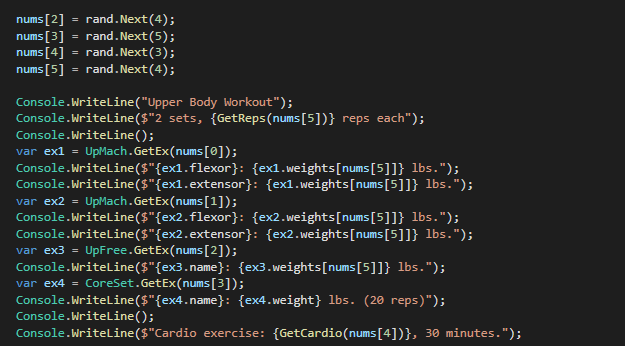 nums[2] = rand.Next(4);
nums[3] = rand.Next(5);
nums[4] = rand.Next(3);
nums[5] = rand.Next(4);

Console.WriteLine("Upper Body Workout");
Console.WriteLine($"2 sets, {GetReps(nums[5])} reps each");
Console.WriteLine();
var ex1 = UpMach.GetEx(nums[0]);
Console.WriteLine($"{ex1.flexor}: {ex1.weights[nums[5]]} lbs.");
Console.WriteLine($"{ex1.extensor}: {ex1.weights[nums[5]]} lbs.");
var ex2 = UpMach.GetEx(nums[1]);
Console.WriteLine($"{ex2.flexor}: {ex2.weights[nums[5]]} lbs.");
Console.WriteLine($"{ex2.extensor}: {ex2.weights[nums[5]]} lbs.");
var ex3 = UpFree.GetEx(nums[2]);
Console.WriteLine($"{ex3.name}: {ex3.weights[nums[5]]} lbs.");
var ex4 = CoreSet.GetEx(nums[3]);
Console.WriteLine($"{ex4.name}: {ex4.weight} lbs. (20 reps)");
Console.WriteLine();
Console.WriteLine($"Cardio exercise: {GetCardio(nums[4])}, 30 minutes.");